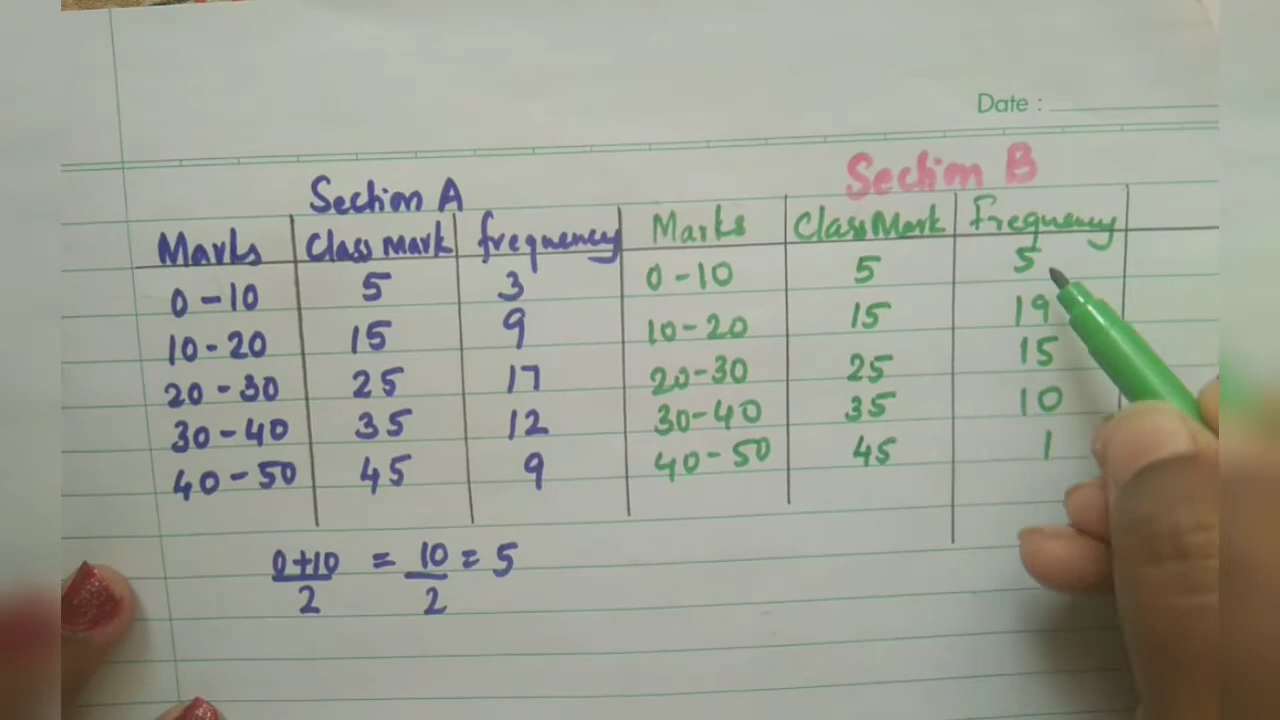 Date :
Section A Section B
Marks Class Mark frequency Marks Class Mark Frequency
0-10 5 3 0-10 5 5
10-20 15 9 10-20 15 19
20-30 25 17 20-30 25 15
30-40 35 12 30-40 35 10
40-50 45 9 40-50 45 1
0+10/2 = 10/2 = 5